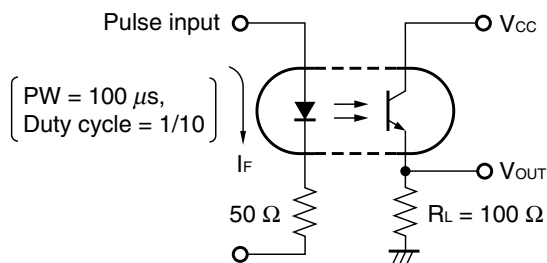 Pulse input
VCC
PW = 100 μs,
Duty cycle = 1/10
IF
VOUT
50 Ω
RL = 100 Ω